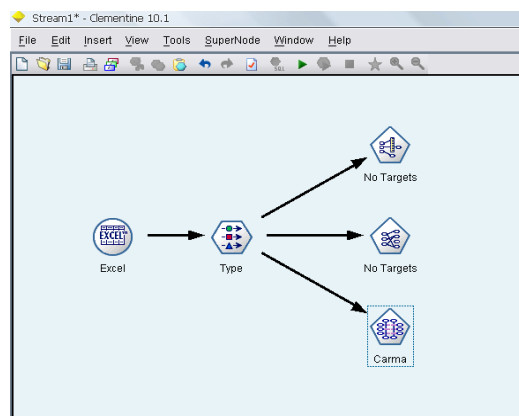 Stream1* - Clementine 10.1
File Edit Insert View Tools SuperNode Window Help
SQL
No Targets
EXCEL
Excel
Type
No Targets
Carma